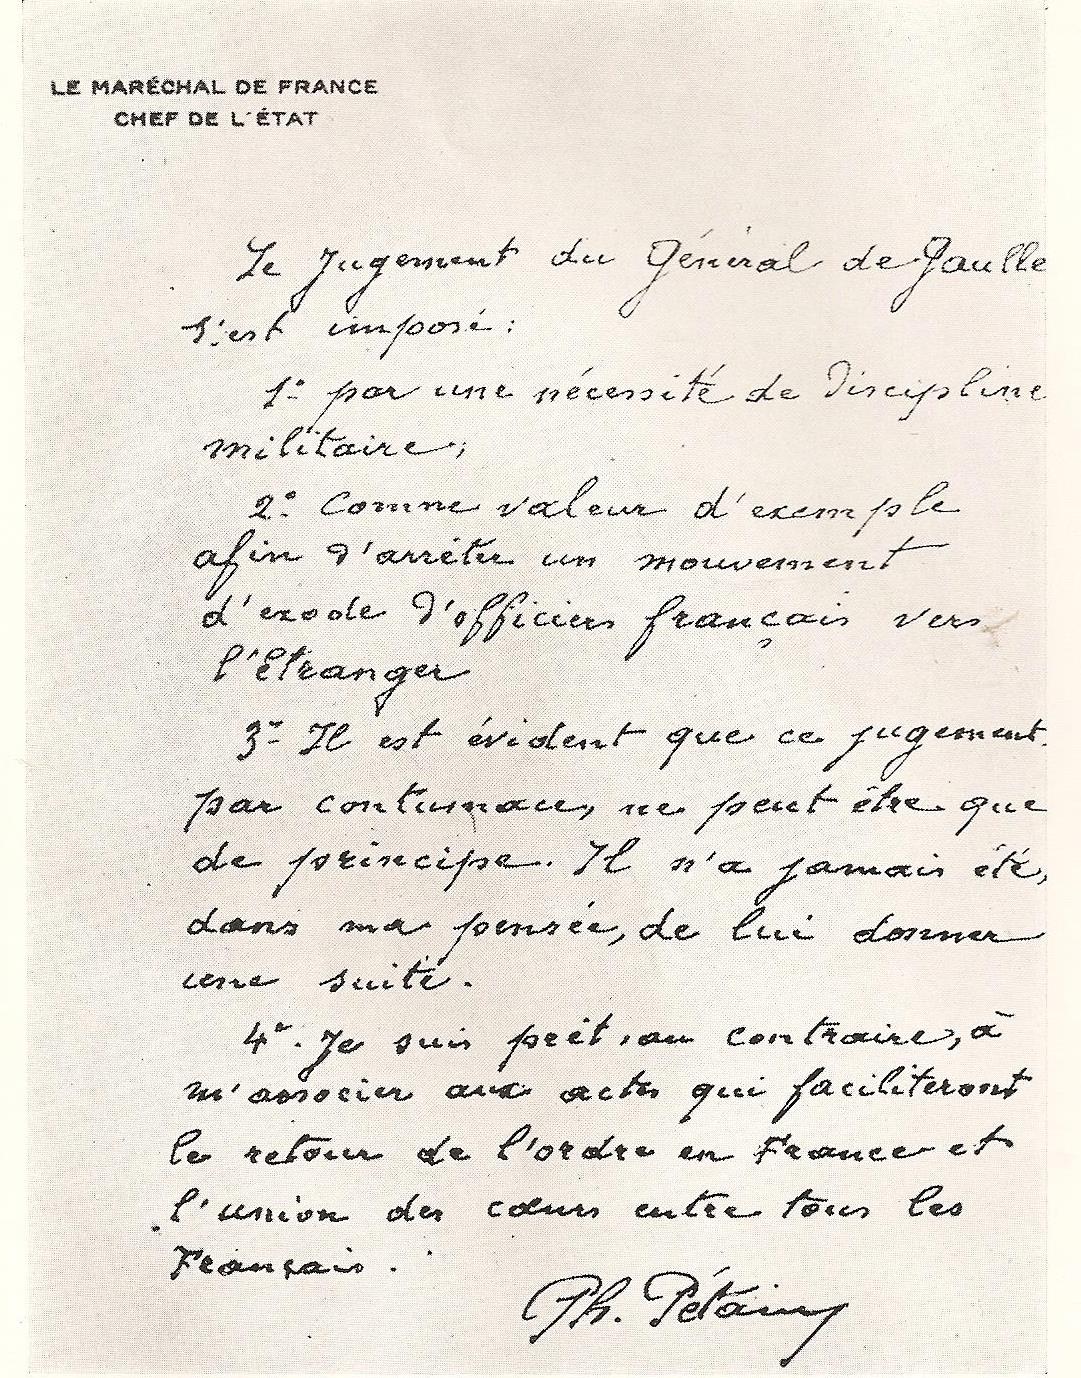 LE MARÉCHAL DE FRANCE
CHEF DE L'ÉTAT
Le Jugement du Général de Gaulle
s'est imposé :
1° par une nécessité de Discipline
militaire ;
2° Comme valeur d'exemple
afin d'arrêter un mouvement
d'exode d'officiers français vers
l'Étranger
3° Il est évident que ce jugement
par contumace, ne peut être que
de principe. Il n'a jamais été,
dans ma pensée, de lui donner
une suite.
4° . Je suis prêt, au contraire, à
m'associer aux actes qui faciliteront
le retour de l'ordre en France et
l'union des cœurs entre tous les
Français .
Ph. Pétain